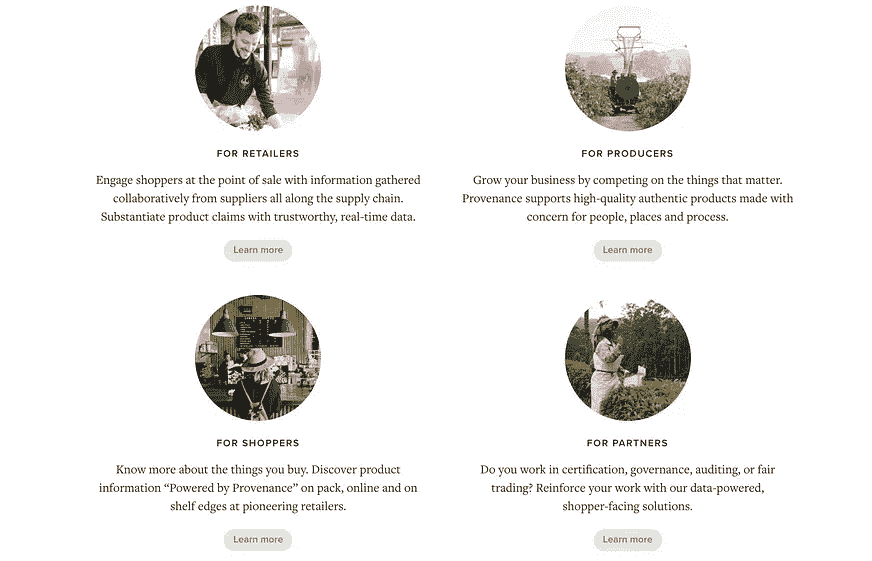 FOR RETAILERS
Engage shoppers at the point of sale with information gathered
collaboratively from suppliers all along the supply chain.
Substantiate product claims with trustworthy, real-time data.
Learn more
FOR PRODUCERS
Grow your business by competing on the things that matter.
Provenance supports high-quality authentic products made with
concern for people, places and process.
Learn more
FOR SHOPPERS
Know more about the things you buy. Discover product
information “Powered by Provenance” on pack, online and on
shelf edges at pioneering retailers.
Learn more
FOR PARTNERS
Do you work in certification, governance, auditing, or fair
trading? Reinforce your work with our data-powered,
shopper-facing solutions.
Learn more